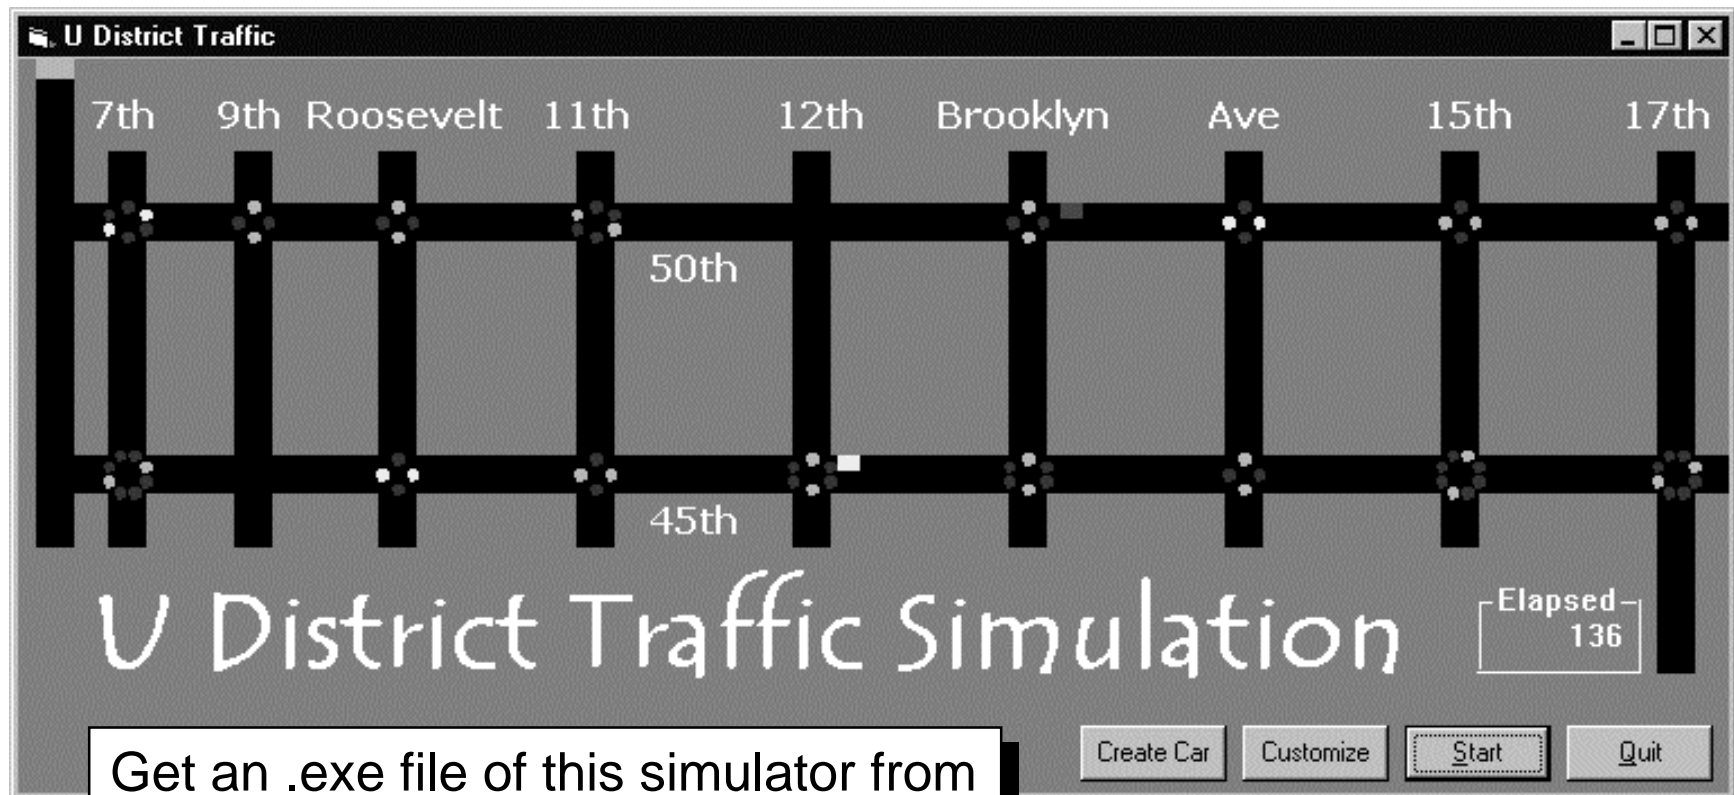 U District Traffic
7th 9th Roosevelt 11th 12th Brooklyn Ave 15th 17th
50th
45th
U District Traffic Simulation
Elapsed
136
Create Car Customize Start Quit
Get an .exe file of this simulator from